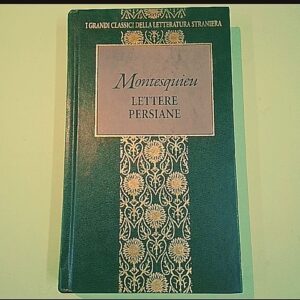 I GRANDI CLASSICI DELLA LETTERATURA STRANIERA
Montesquieu
LETTERE
PERSIANE